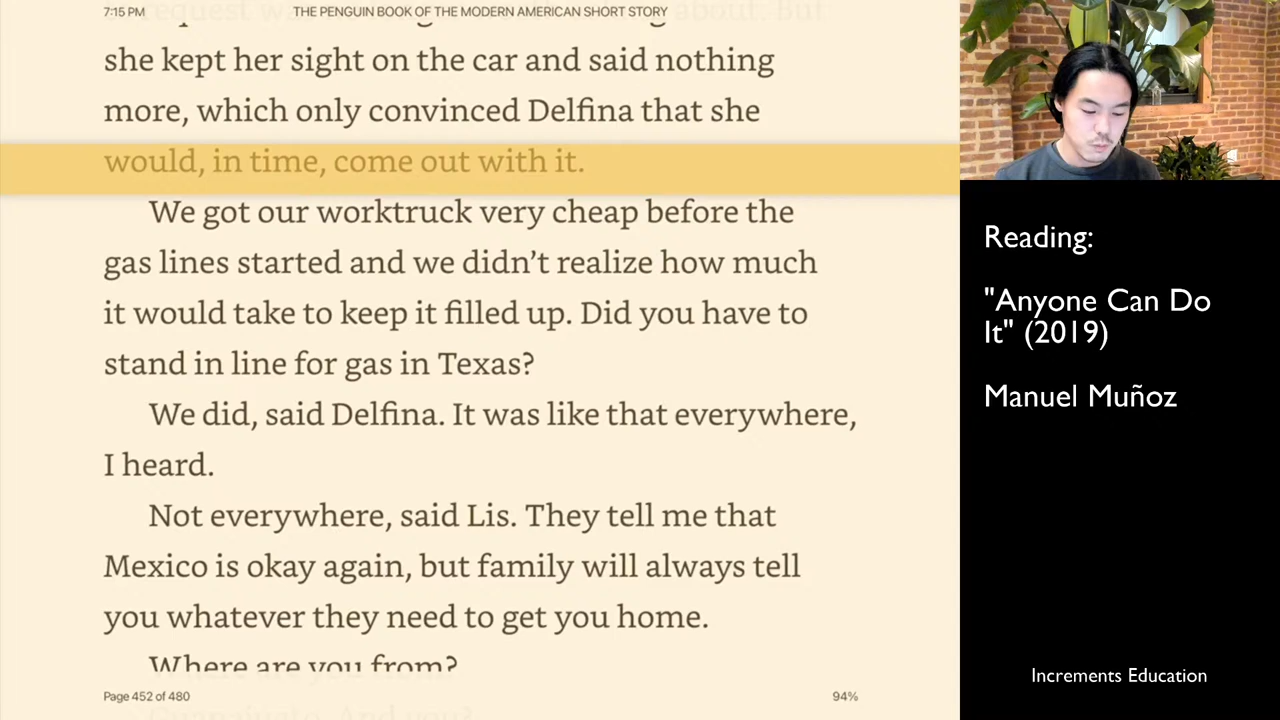 7:15 PM
THE PENGUIN BOOK OF THE MODERN AMERICAN SHORT STORY
she kept her sight on the car and said nothing
more, which only convinced Delfina that she
would, in time, come out with it.
We got our worktruck very cheap before the
gas lines started and we didn’t realize how much
it would take to keep it filled up. Did you have to
stand in line for gas in Texas?
We did, said Delfina. It was like that everywhere,
I heard.
Not everywhere, said Lis. They tell me that
Mexico is okay again, but family will always tell
you whatever they need to get you home.
Where are you from?
Page 452 of 480
94%
Reading:
"Anyone Can Do
It" (2019)
Manuel Muñoz
Increments Education